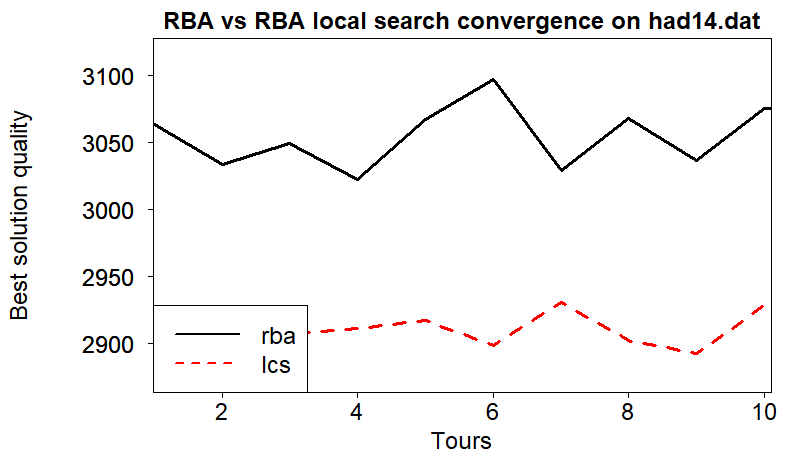 RBA vs RBA local search convergence on had14.dat
Best solution quality
3100
3050
3000
2950
2900
rba
lcs
2
4
6
8
10
Tours